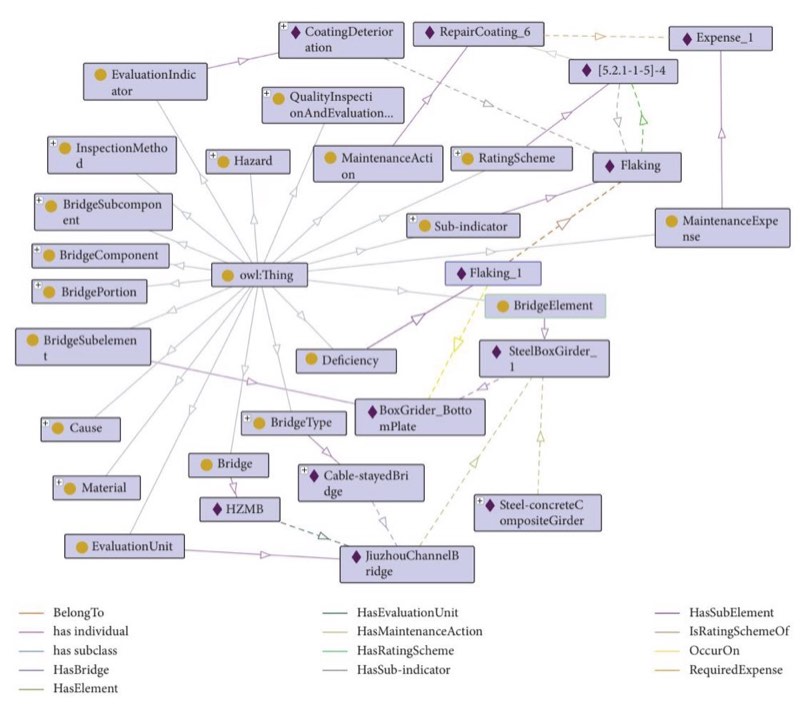 CoatingDeterior
ation
RepairCoating_6
Expense_1
EvaluationIndic
ator
[5.2.1-1-5]-4
QualityInspecti
onAndEvaluation...
InspectionMetho
d
Hazard
MaintenanceActi
on
RatingScheme
Flaking
BridgeSubcompon
ent
Sub-indicator
MaintenanceExpe
nse
BridgeComponent
owl:Thing
Flaking_1
BridgePortion
BridgeElement
BridgeSubelemen
t
Deficiency
SteelBoxGirder_
1
BoxGrider_Botto
mPlate
Cause
BridgeType
Bridge
Cable-stayedBri
dge
Material
HZMB
Steel-concreteC
ompositeGirder
EvaluationUnit
JiuzhouChannelB
ridge
BelongTo
has individual
has subclass
HasBridge
HasElement
HasEvaluationUnit
HasMaintenanceAction
HasRatingScheme
HasSub-indicator
HasSubElement
IsRatingSchemeOf
OccurOn
RequiredExpense